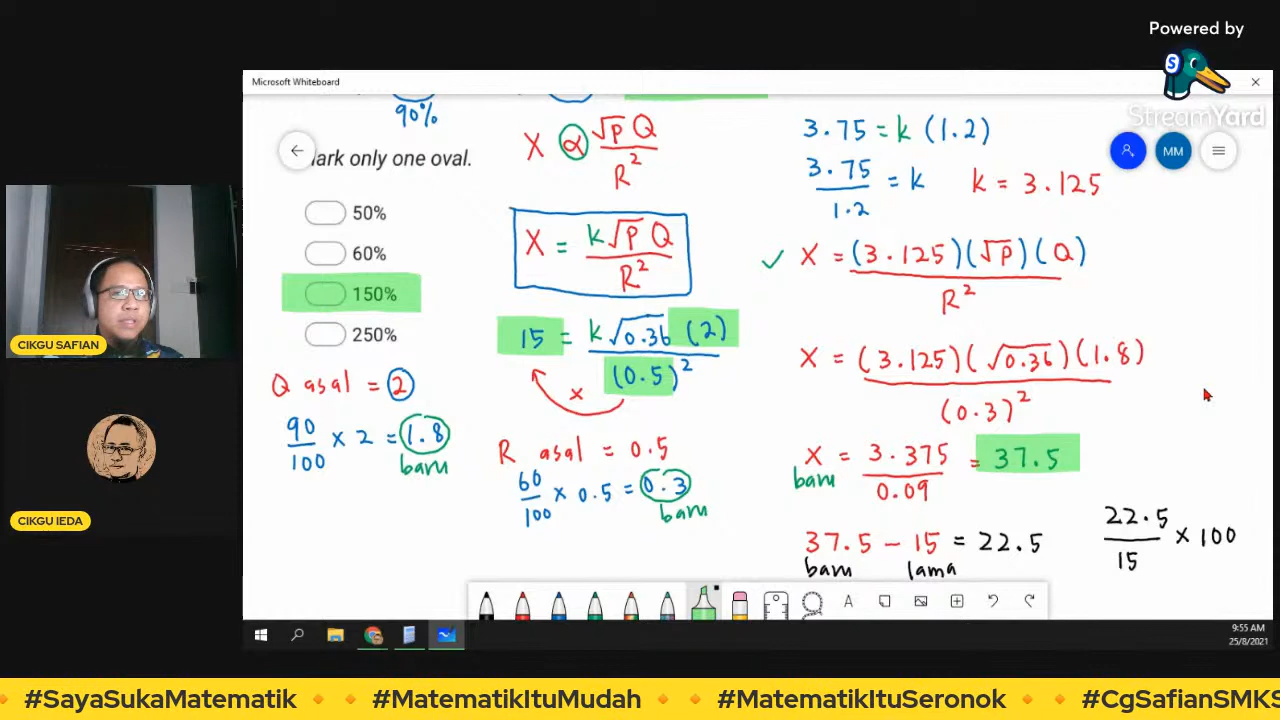 Powered by
StreamYard
Microsoft Whiteboard
MM
90%
ark only one oval.
50%
60%
150%
250%
Q asal = 2
90/100 × 2 = 1.8
baru
X ∝ √P Q / R²
X = k√P Q / R²
15 = k√0.36 (2) / (0.5)²
x
R asal = 0.5
60/100 × 0.5 = 0.3
baru
3.75 = k (1.2)
3.75/1.2 = k k = 3.125
✓ X = (3.125)(√P)(Q) / R²
X = (3.125)(√0.36)(1.8) / (0.3)²
X = 3.375/0.09 = 37.5
baru
37.5 - 15 = 22.5
baru lama
22.5/15 × 100
A
CIKGU SAFIAN
CIKGU IEDA
9:55 AM
25/8/2021
#SayaSukaMatematik #MatematikItuMudah #MatematikItuSeronok #CgSafianSMKS